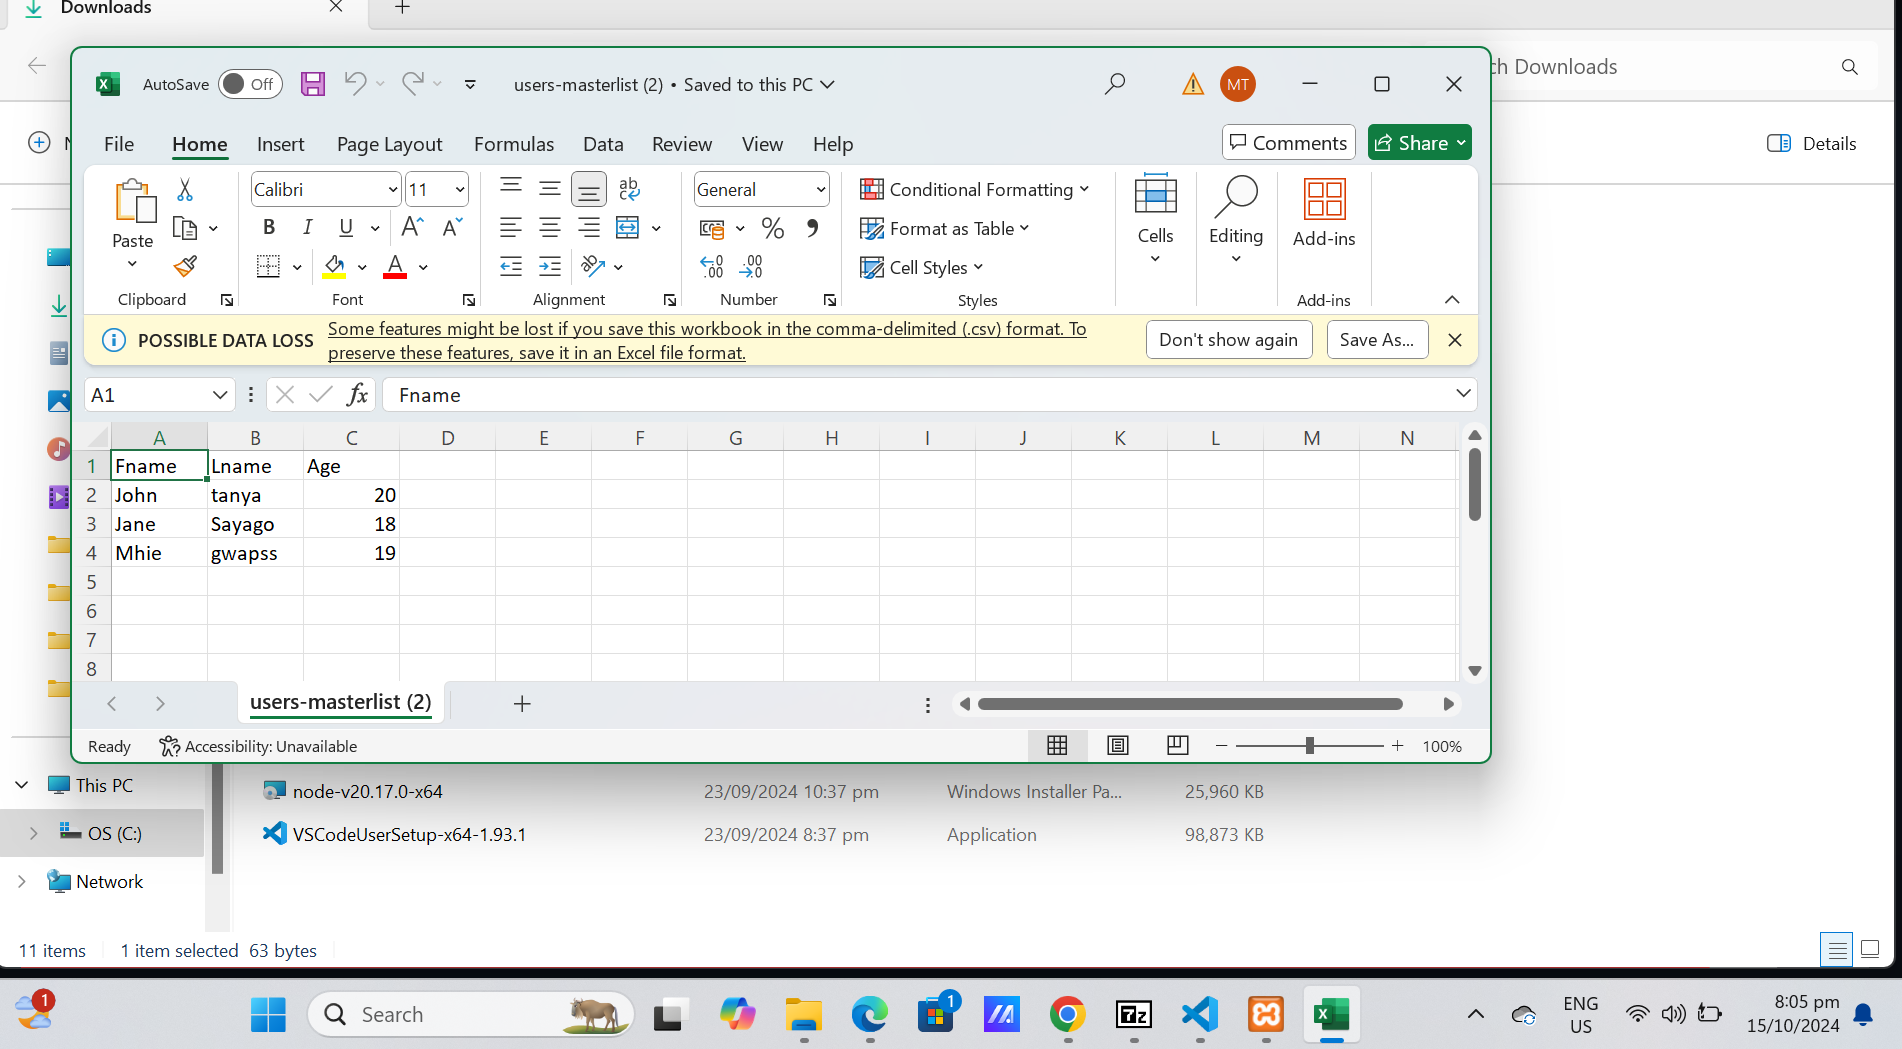 Downloads
ch Downloads
Details
AutoSave Off
users-masterlist (2) • Saved to this PC
MT
File Home Insert Page Layout Formulas Data Review View Help
Comments Share
Paste
Clipboard
Calibri 11
B I U A A
A
Font
ab
Alignment
General
% ,
.00
.00
Number
Conditional Formatting
Format as Table
Cell Styles
Styles
Cells
Editing
Add-ins
Add-ins
POSSIBLE DATA LOSS Some features might be lost if you save this workbook in the comma-delimited (.csv) format. To
preserve these features, save it in an Excel file format.
Don't show again Save As...
A1 fx Fname
A B C D E F G H I J K L M N
1 Fname Lname Age
2 John tanya 20
3 Jane Sayago 18
4 Mhie gwapss 19
5
6
7
8
users-masterlist (2)
Ready Accessibility: Unavailable 100%
This PC
OS (C:)
Network
node-v20.17.0-x64 23/09/2024 10:37 pm Windows Installer Pa... 25,960 KB
VSCodeUserSetup-x64-1.93.1 23/09/2024 8:37 pm Application 98,873 KB
11 items 1 item selected 63 bytes
1
Search
1
7z
ENG
US
8:05 pm
15/10/2024